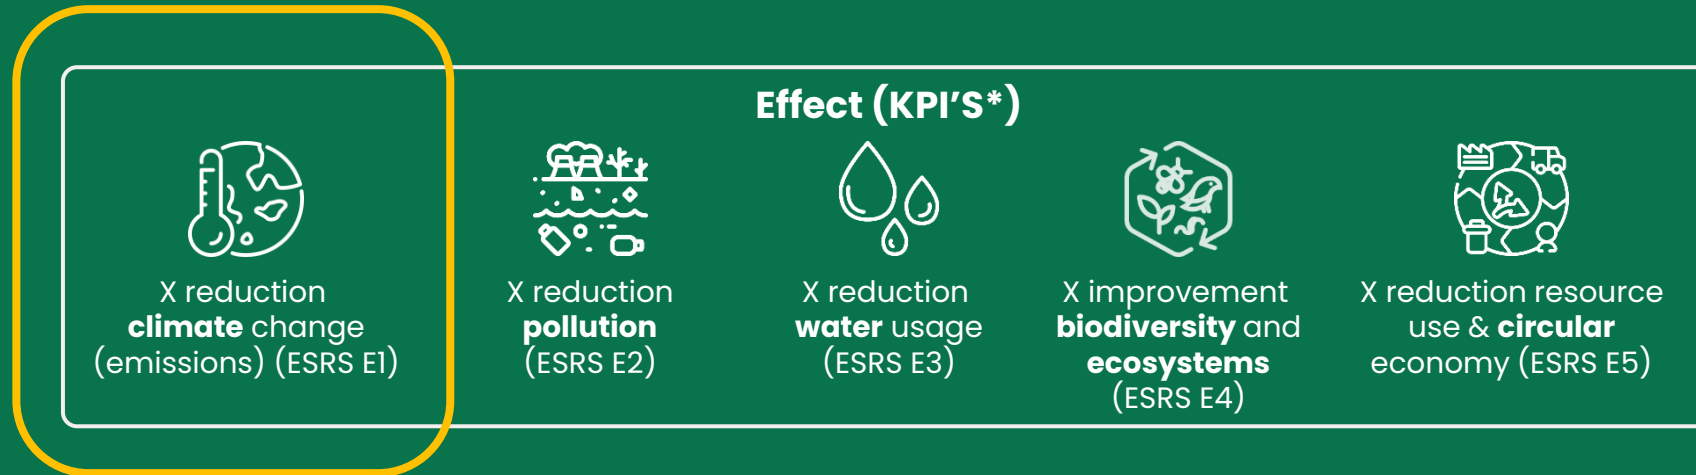 Effect (KPI'S*)
X reduction
climate change
(emissions) (ESRS E1)
X reduction
pollution
(ESRS E2)
X reduction
water usage
(ESRS E3)
X improvement
biodiversity and
ecosystems
(ESRS E4)
X reduction resource
use & circular
economy (ESRS E5)